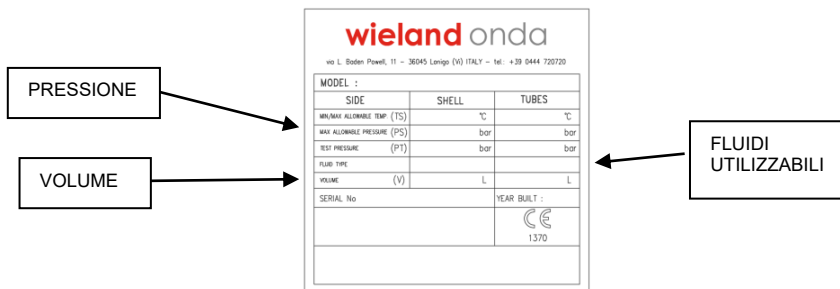 wieland onda
via L. Baden Powell, 11 – 36045 Lonigo (Vi) ITALY – tel.: +39 0444 720720
PRESSIONE
VOLUME
MODEL :
SIDE SHELL TUBES
MIN/MAX ALLOWABLE TEMP. (TS) °C °C
MAX ALLOWABLE PRESSURE (PS) bar bar
TEST PRESSURE (PT) bar bar
FLUID TYPE
VOLUME (V) L L
SERIAL No YEAR BUILT :
CE
1370
FLUIDI
UTILIZZABILI